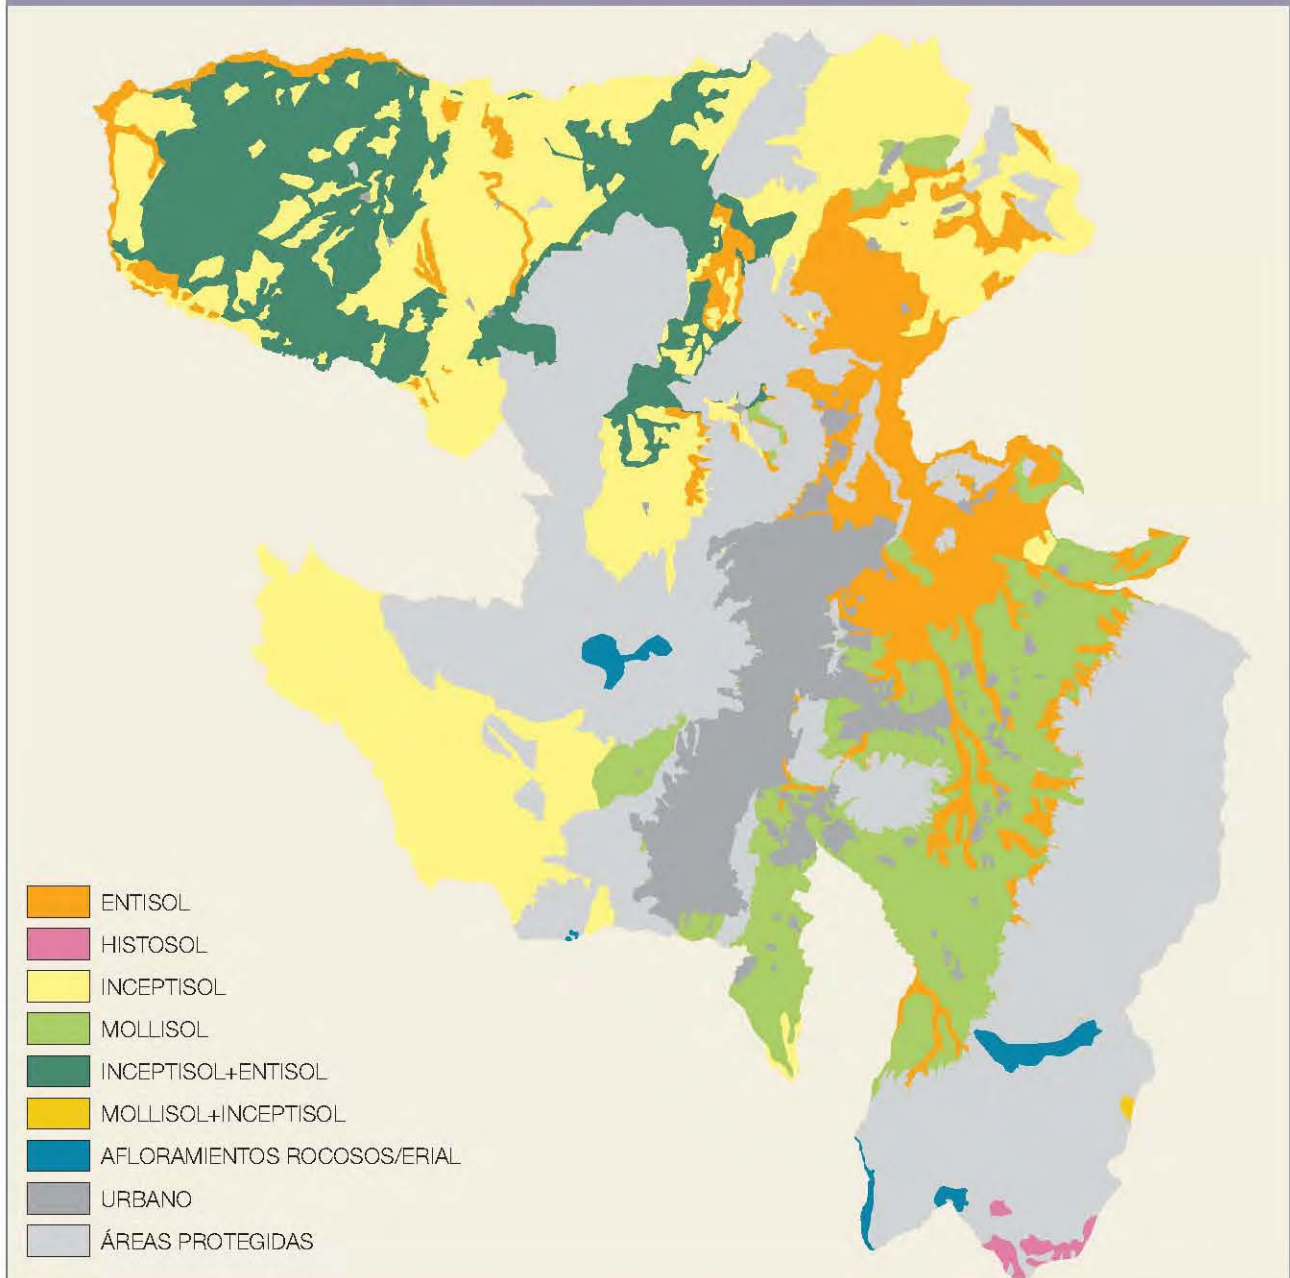 ENTISOL
HISTOSOL
INCEPTISOL
MOLLISOL
INCEPTISOL+ENTISOL
MOLLISOL+INCEPTISOL
AFLORAMIENTOS ROCOSOS/ERIAL
URBANO
ÁREAS PROTEGIDAS